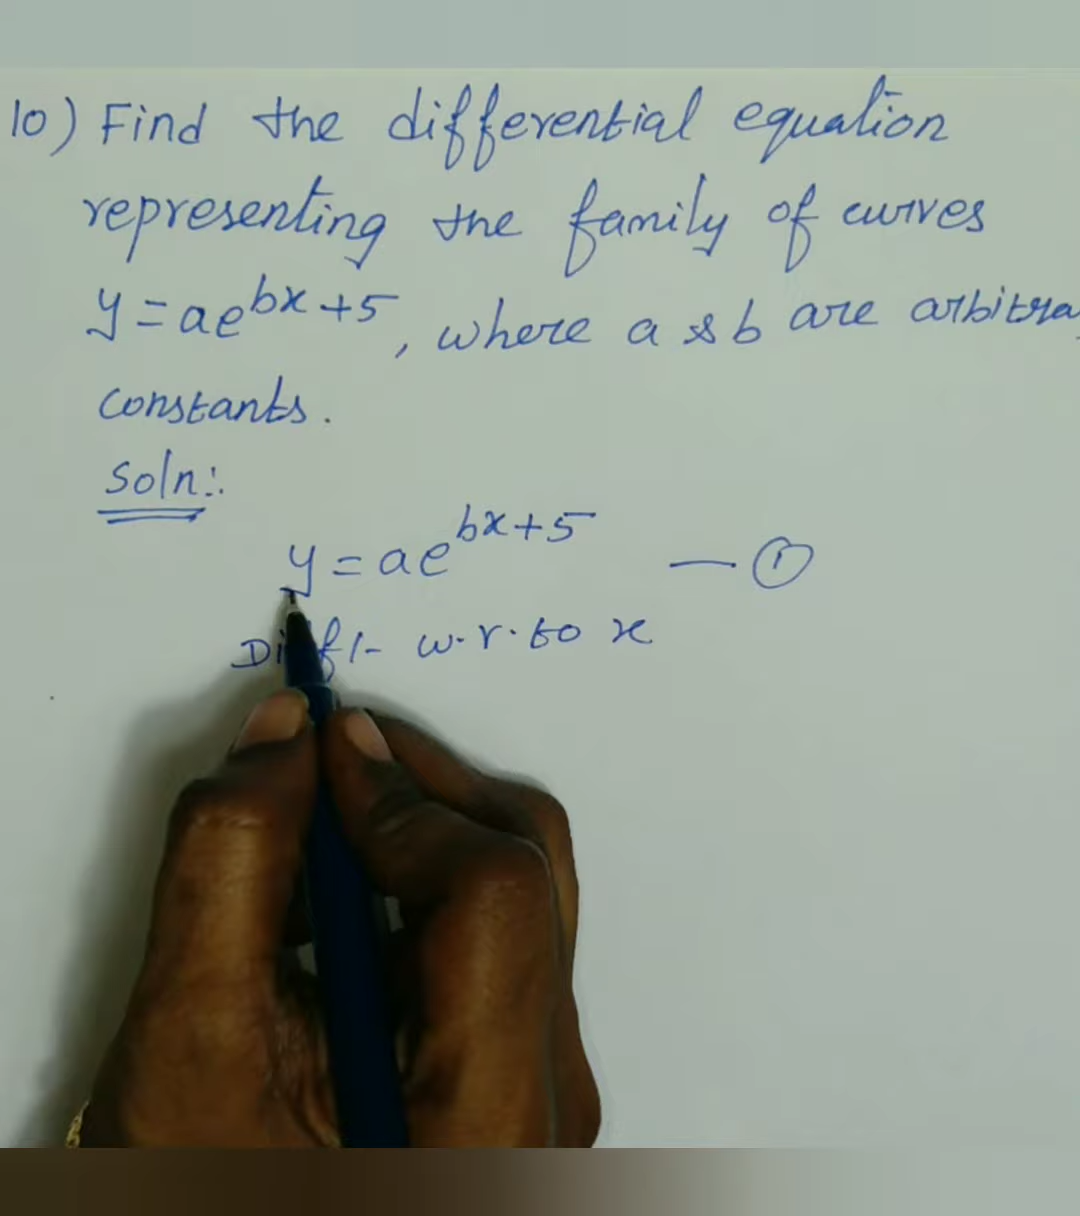 10) Find the differential equation
representing the family of curves
y = ae^{bx+5}, where a & b are arbitra
constants.
Soln:.
y = ae^{bx+5} — ①
w.r.to x